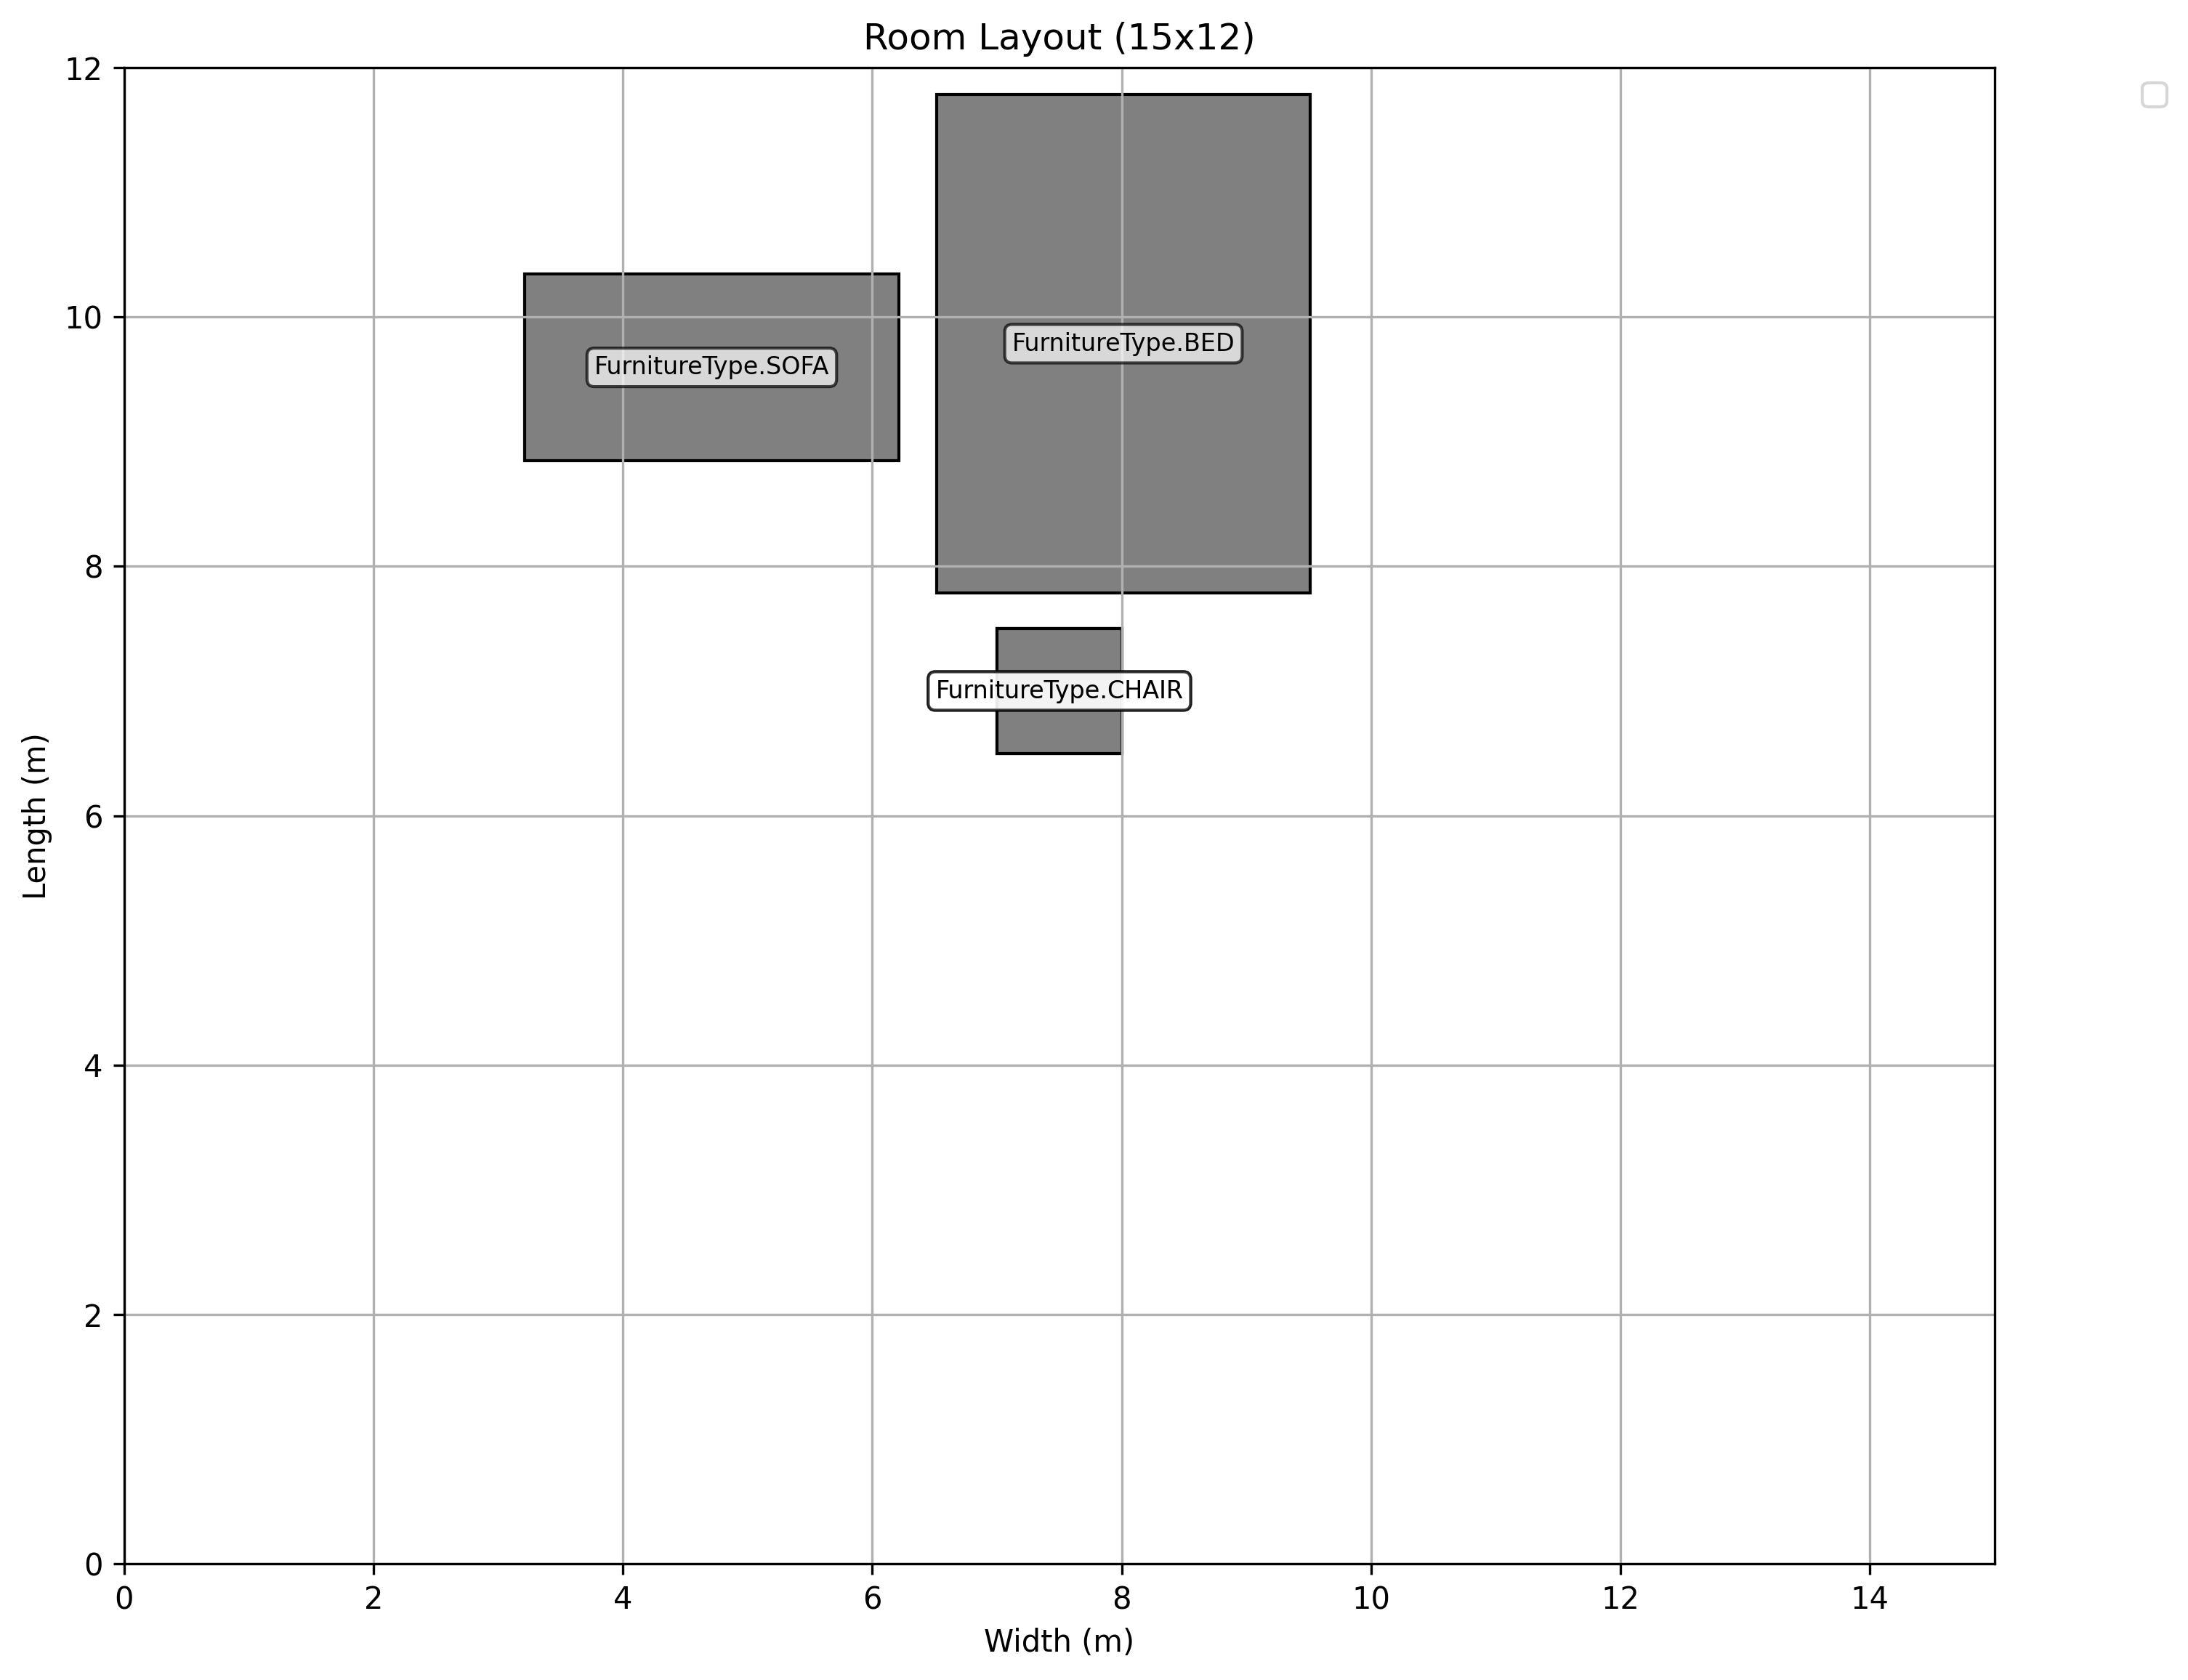 Room Layout (15x12)
12
10
8
6
4
2
0
Length (m)
FurnitureType.BED
FurnitureType.SOFA
FurnitureType.CHAIR
0 2 4 6 8 10 12 14
Width (m)